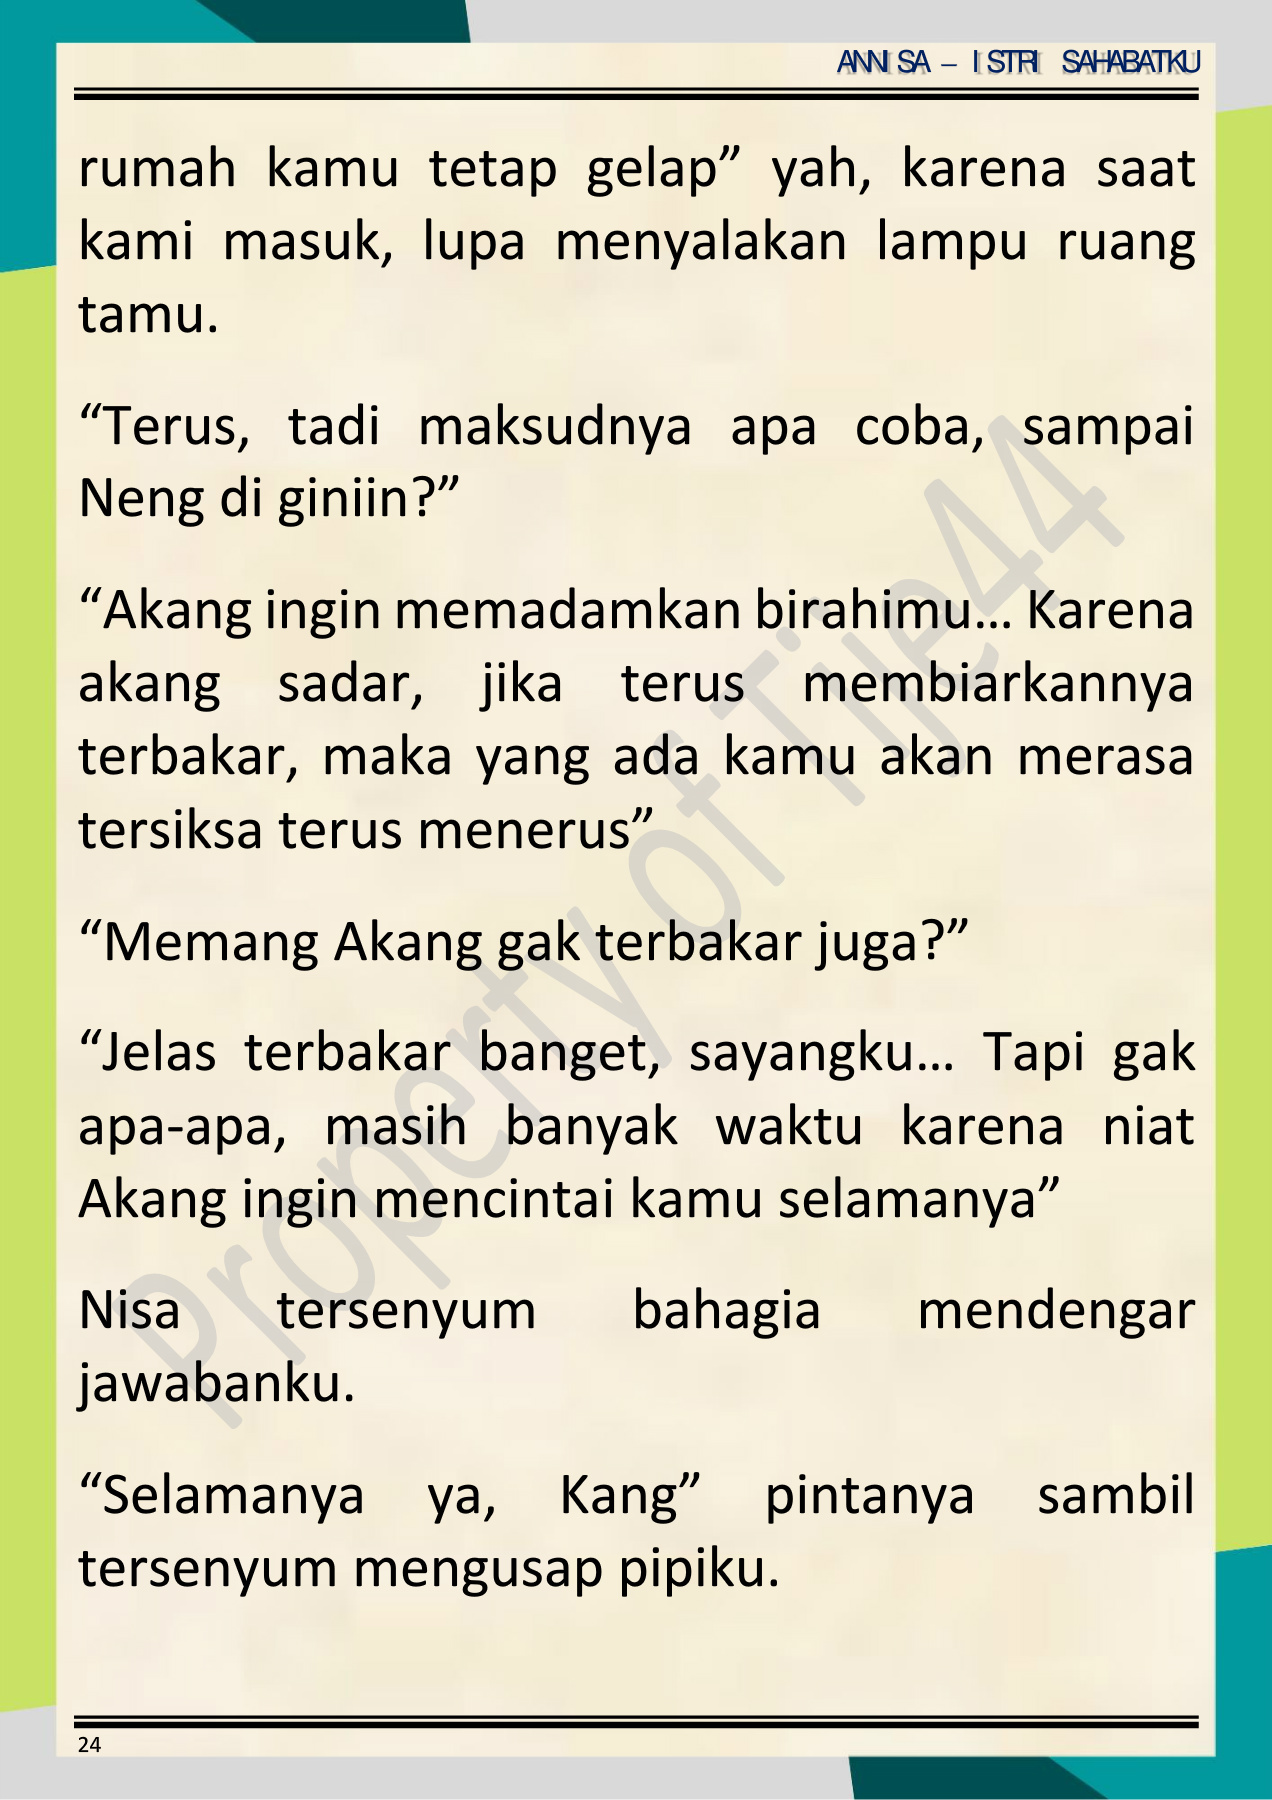 ANNISA – ISTRI SAHABATKU
rumah kamu tetap gelap” yah, karena saat
kami masuk, lupa menyalakan lampu ruang
tamu.
“Terus, tadi maksudnya apa coba, sampai
Neng di giniin?”
“Akang ingin memadamkan birahimu… Karena
akang sadar, jika terus membiarkannya
terbakar, maka yang ada kamu akan merasa
tersiksa terus menerus”
“Memang Akang gak terbakar juga?”
“Jelas terbakar banget, sayangku… Tapi gak
apa-apa, masih banyak waktu karena niat
Akang ingin mencintai kamu selamanya”
Nisa tersenyum bahagia mendengar
jawabanku.
“Selamanya ya, Kang” pintanya sambil
tersenyum mengusap pipiku.
24
Property of Tije44